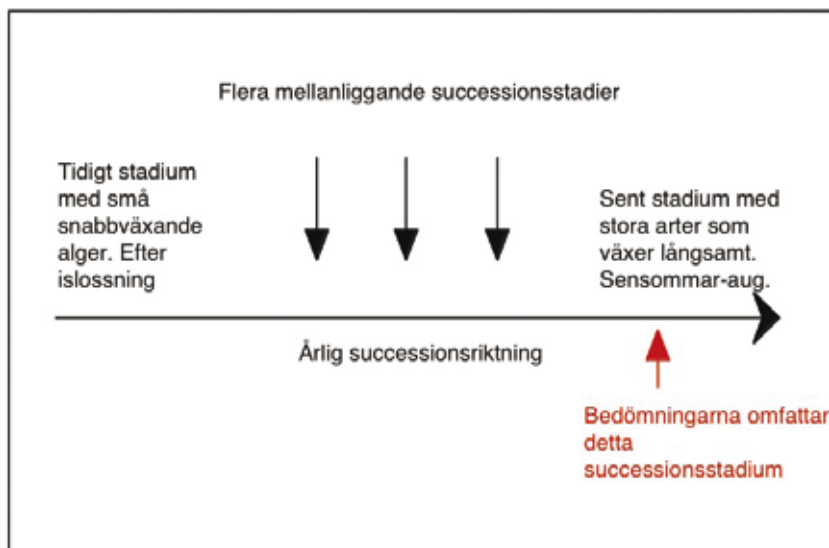 Flera mellanliggande successionsstadier
Tidigt stadium
med små
snabbväxande
alger. Efter
islossning
Sent stadium med
stora arter som
växer långsamt.
Sensommar-aug.
Årlig successionsriktning
Bedömningarna omfattar
detta
successionsstadium